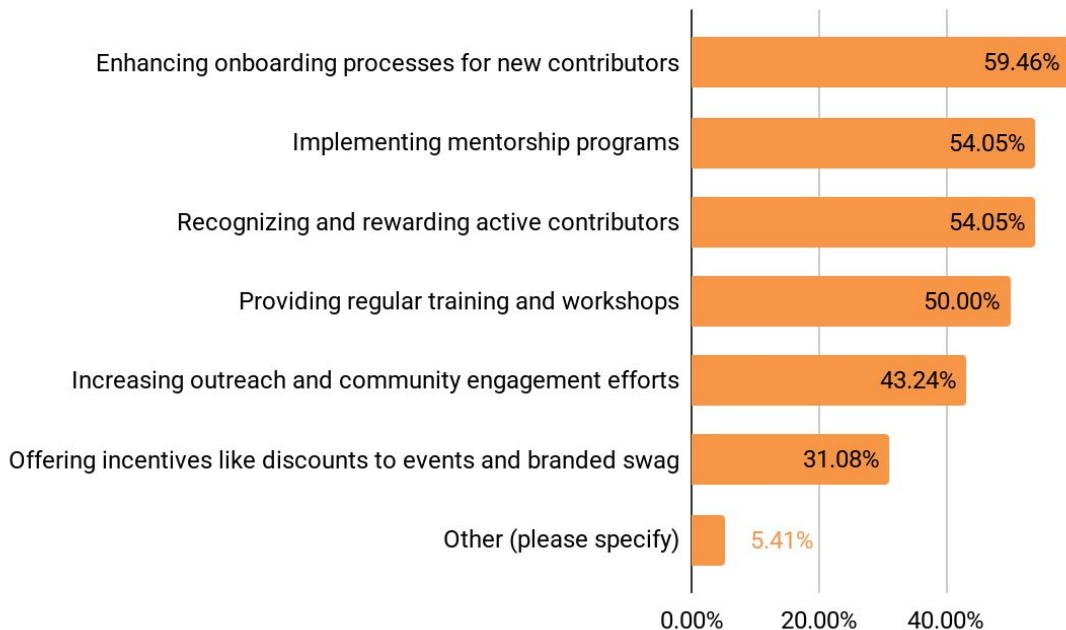 Enhancing onboarding processes for new contributors 59.46%
Implementing mentorship programs 54.05%
Recognizing and rewarding active contributors 54.05%
Providing regular training and workshops 50.00%
Increasing outreach and community engagement efforts 43.24%
Offering incentives like discounts to events and branded swag 31.08%
Other (please specify) 5.41%
0.00% 20.00% 40.00%